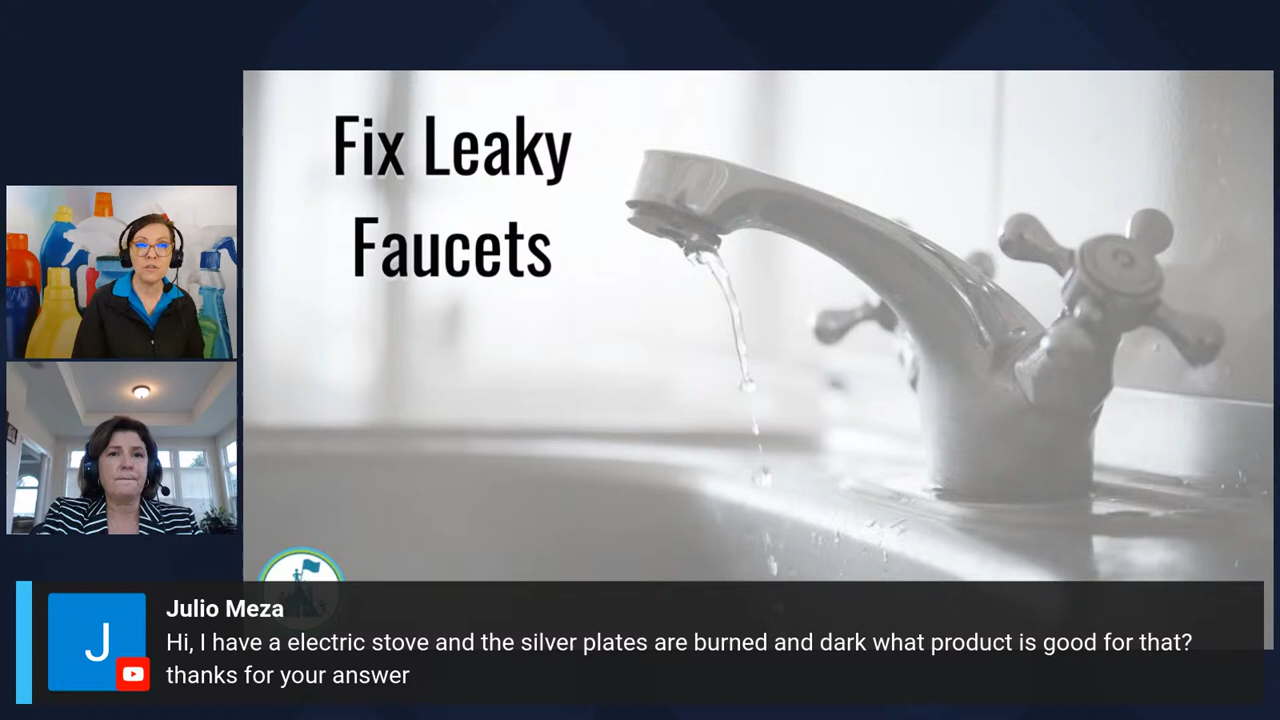 Fix Leaky
Faucets
J
Julio Meza
Hi, I have a electric stove and the silver plates are burned and dark what product is good for that?
thanks for your answer